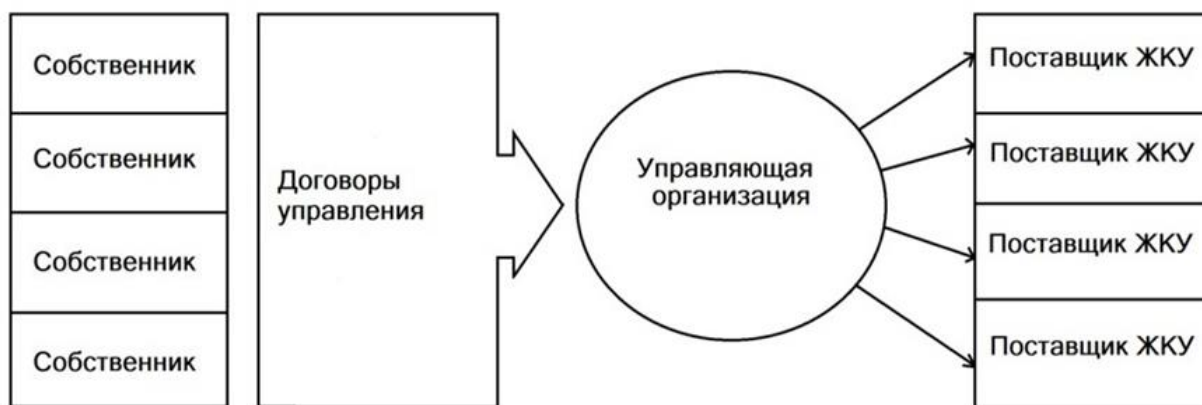 Собственник
Собственник
Собственник
Собственник
Договоры
управления
Управляющая
организация
Поставщик ЖКУ
Поставщик ЖКУ
Поставщик ЖКУ
Поставщик ЖКУ